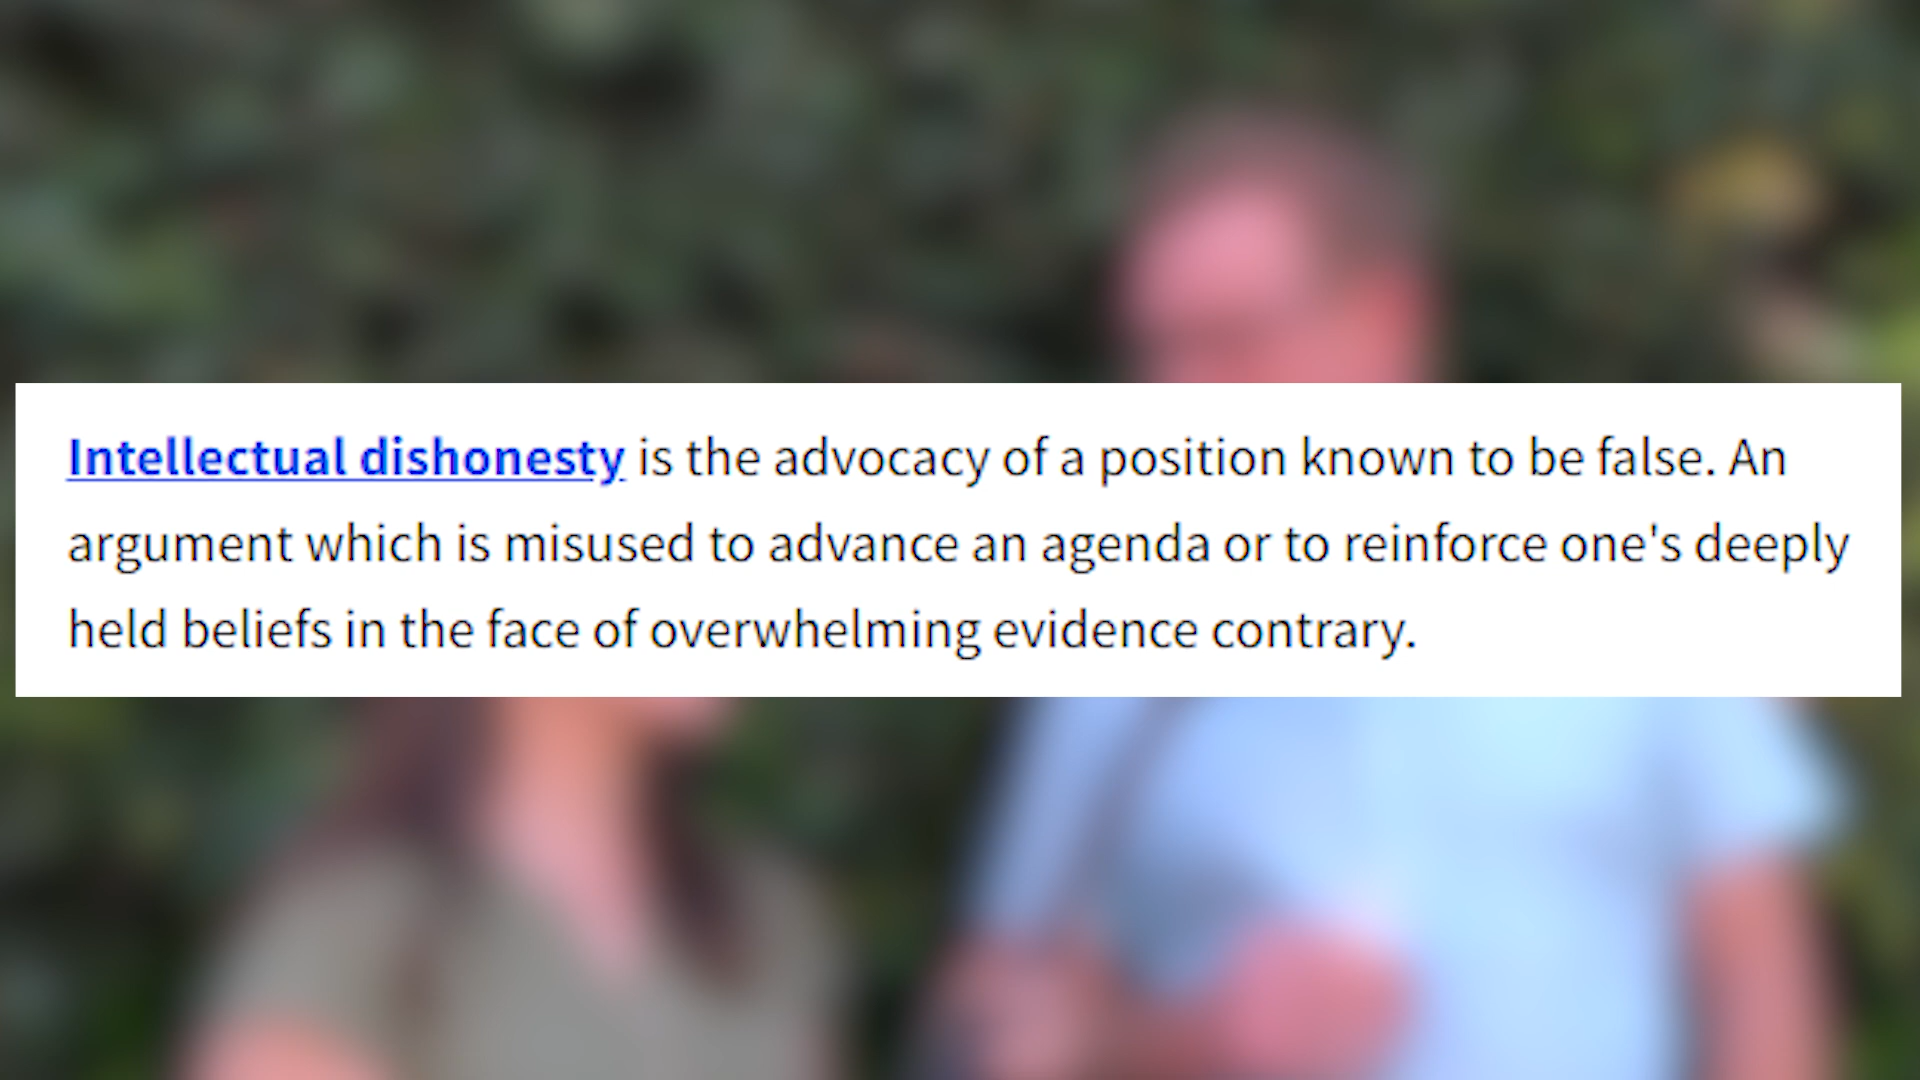 Intellectual dishonesty is the advocacy of a position known to be false. An
argument which is misused to advance an agenda or to reinforce one's deeply
held beliefs in the face of overwhelming evidence contrary.